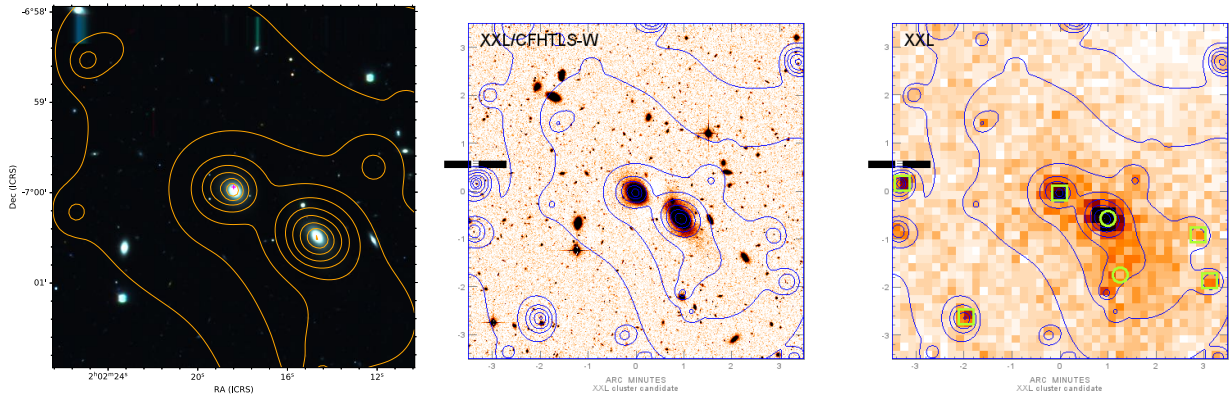 -6°58'
59'
-7°00'
01'
Dec (ICRS)
2ʰ02ᵐ24ˢ
20ˢ
16ˢ
12ˢ
RA (ICRS)
XXL/CFHTLS-W
3
2
1
0
-1
-2
-3
-3
-2
-1
0
1
2
3
ARC MINUTES
XXL cluster candidate
XXL
3
2
1
0
-1
-2
-3
-3
-2
-1
0
1
2
3
ARC MINUTES
XXL cluster candidate